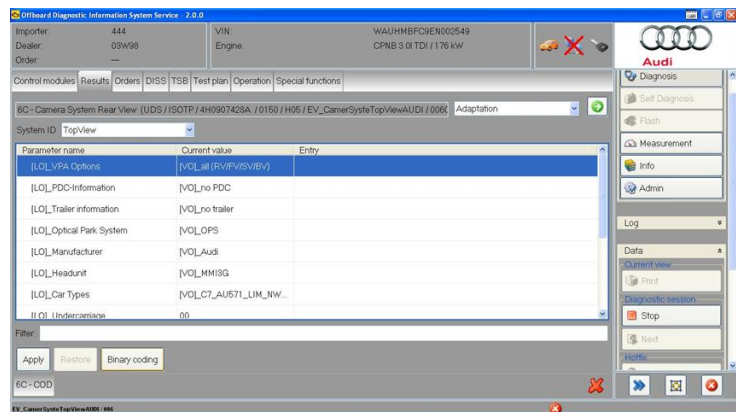 Offboard Diagnostic Information System Service - 2.0.0
Importer: 444 VIN: WAUHMBFC9EN002549
Dealer: 03W98 Engine: CPNB 3.0l TDI / 176 kW
Order: ---
Audi
Control modules Results Orders DISS TSB Test plan Operation Special functions
6C - Camera System Rear View (UDS / ISOTP / 4H0907428A / 0150 / H05 / EV_CamerSysteTopViewAUDI / 006( Adaptation
System ID TopView
Parameter name Current value Entry
[LO]_VPA Options [VO]_all (RV/FV/SV/BV)
[LO]_PDC-Information [VO]_no PDC
[LO]_Trailer information [VO]_no trailer
[LO]_Optical Park System [VO]_OPS
[LO]_Manufacturer [VO]_Audi
[LO]_Headunit [VO]_MMI3G
[LO]_Car Types [VO]_C7_AU571_LIM_NW...
[LO]_Undercarriage 00
Filter:
Apply Restore Binary coding
6C - COD
EV_CamerSysteTopViewAUDI / 006
Diagnosis
Self Diagnosis
Flash
Measurement
Info
Admin
Log
Data
Current view
Print
Diagnostic session
Stop
Next
Hotfix